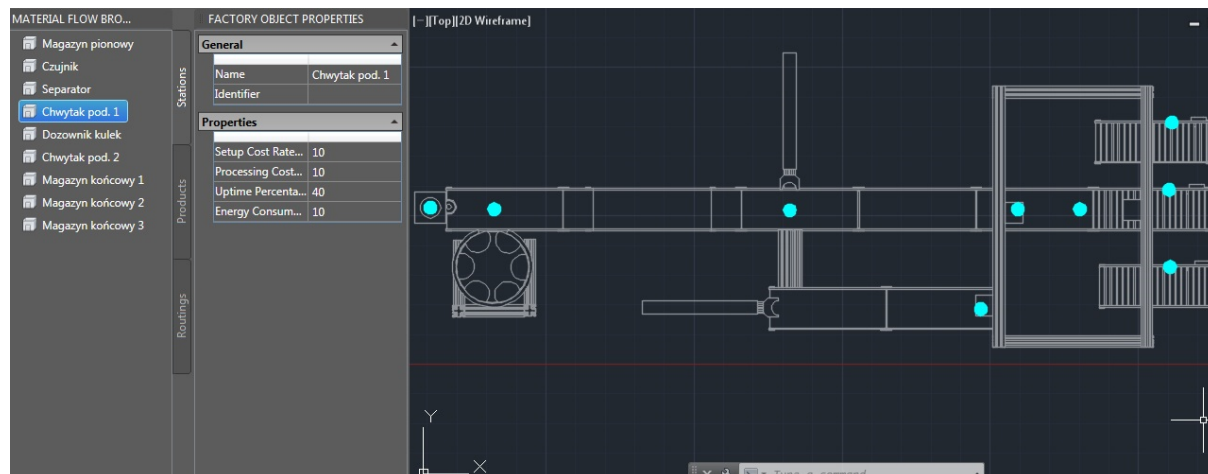 MATERIAL FLOW BRO...
Magazyn pionowy
Czujnik
Separator
Chwytak pod. 1
Dozownik kulek
Chwytak pod. 2
Magazyn końcowy 1
Magazyn końcowy 2
Magazyn końcowy 3
Stations
Products
Routings
FACTORY OBJECT PROPERTIES
General
Name Chwytak pod. 1
Identifier
Properties
Setup Cost Rate... 10
Processing Cost... 10
Uptime Percenta... 40
Energy Consum... 10
[−][Top][2D Wireframe]
Y
X
Type a command